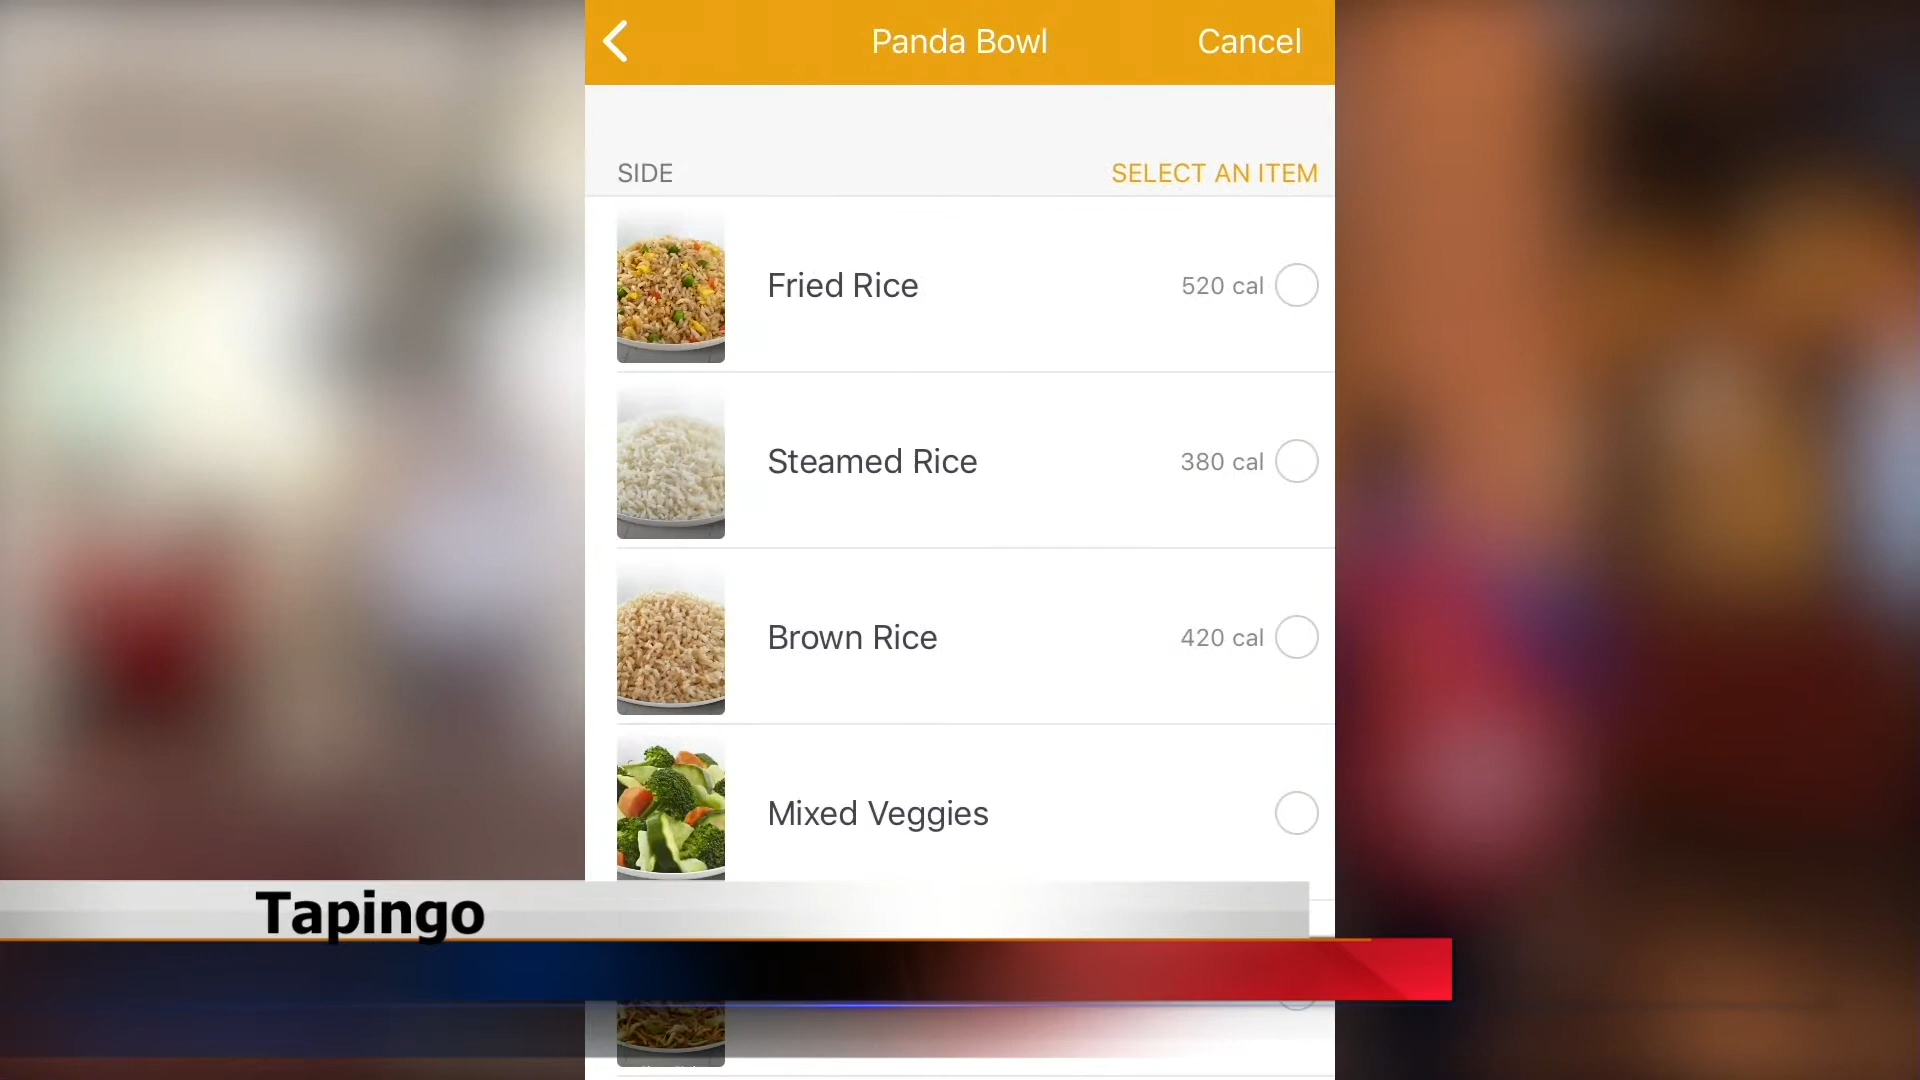 Panda Bowl
Cancel
SIDE
SELECT AN ITEM
Fried Rice
520 cal
Steamed Rice
380 cal
Brown Rice
420 cal
Mixed Veggies
Tapingo